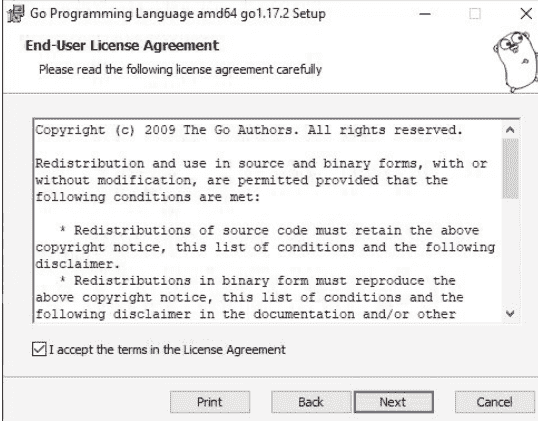 Go Programming Language amd64 go1.17.2 Setup
End-User License Agreement
Please read the following license agreement carefully
Copyright (c) 2009 The Go Authors. All rights reserved.
Redistribution and use in source and binary forms, with or
without modification, are permitted provided that the
following conditions are met:
* Redistributions of source code must retain the above
copyright notice, this list of conditions and the following
disclaimer.
* Redistributions in binary form must reproduce the
above copyright notice, this list of conditions and the
following disclaimer in the documentation and/or other
I accept the terms in the License Agreement
Print Back Next Cancel